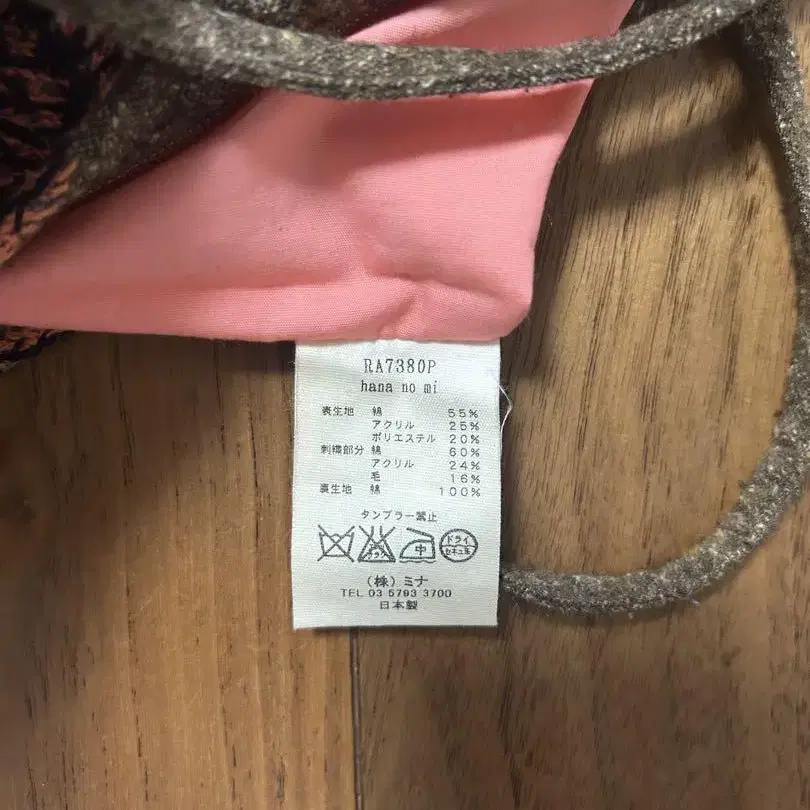 RA7380P
hana no mi
表生地 綿 55%
アクリル 25%
ポリエステル 20%
刺繍部分 綿 60%
アクリル 24%
毛 16%
裏生地 綿 100%
タンブラー禁止
中 ドライ
セキユ系
(株)ミナ
TEL 03 5793 3700
日本製